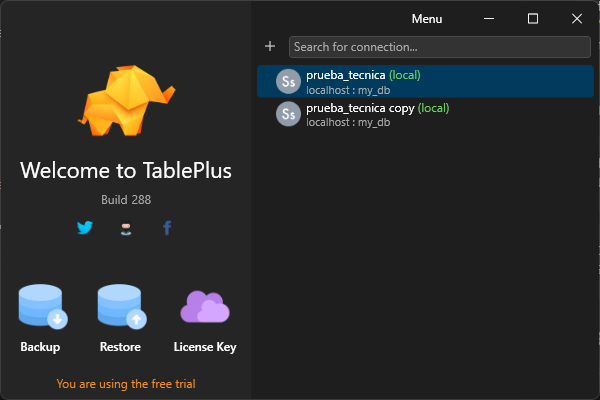 Menu
Search for connection...
Ss
prueba_tecnica (local)
localhost : my_db
Ss
prueba_tecnica copy (local)
localhost : my_db
Welcome to TablePlus
Build 288
Backup
Restore
License Key
You are using the free trial